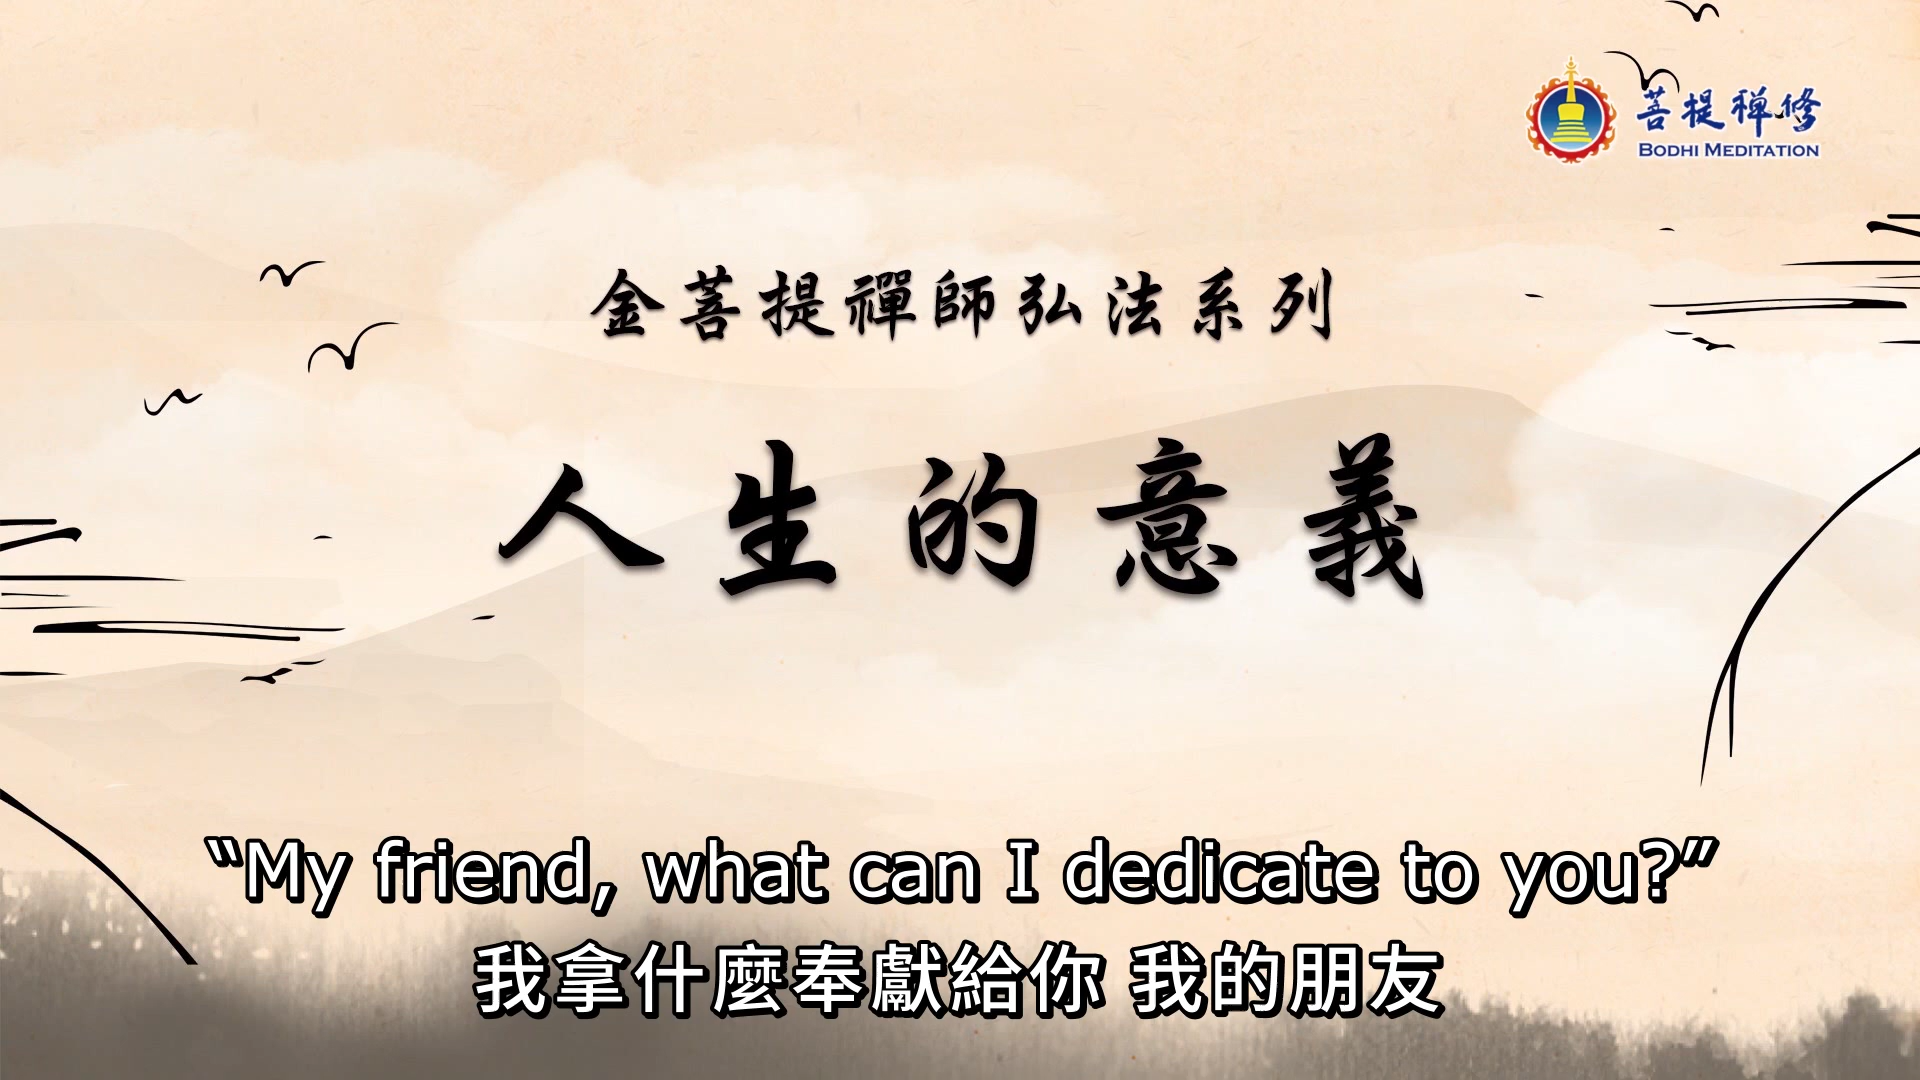 菩提禪修
BODHI MEDITATION
金菩提禪師弘法系列
人生的意義
“My friend, what can I dedicate to you?”
我拿什麼奉獻給你 我的朋友